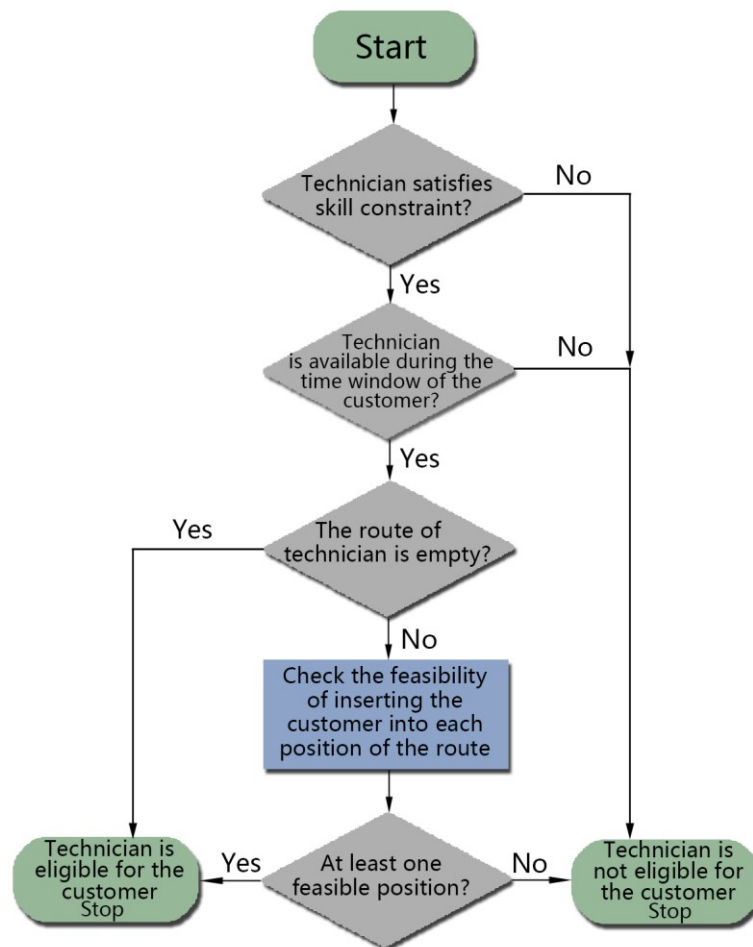 Start
Technician satisfies
skill constraint?
No
Yes
Technician
is available during the
time window of the
customer?
No
Yes
Yes
The route of
technician is empty?
No
Check the feasibility
of inserting the
customer into each
position of the route
Technician is
eligible for the
customer
Stop
Yes
At least one
feasible position?
No
Technician is
not eligible for
the customer
Stop